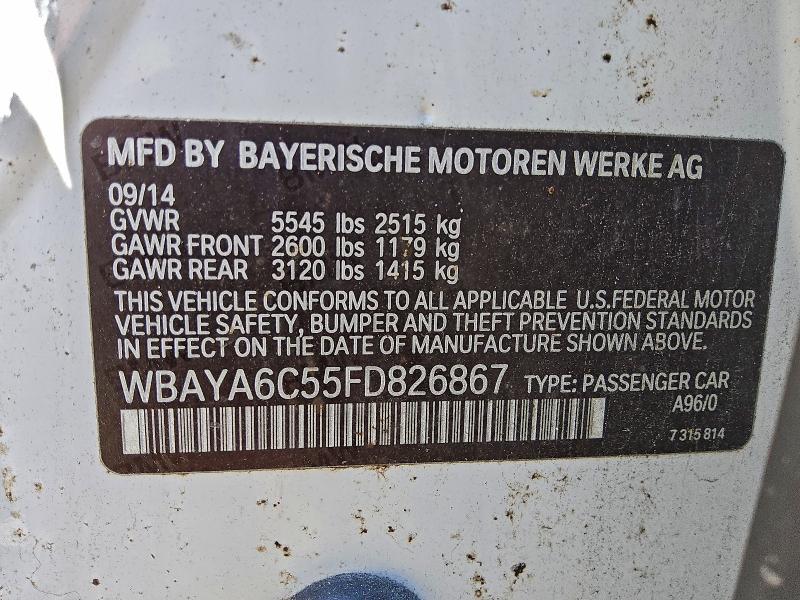 MFD BY BAYERISCHE MOTOREN WERKE AG
09/14
GVWR 5545 lbs 2515 kg
GAWR FRONT 2600 lbs 1179 kg
GAWR REAR 3120 lbs 1415 kg
THIS VEHICLE CONFORMS TO ALL APPLICABLE U.S.FEDERAL MOTOR
VEHICLE SAFETY, BUMPER AND THEFT PREVENTION STANDARDS
IN EFFECT ON THE DATE OF MANUFACTURE SHOWN ABOVE.
WBAYA6C55FD826867 TYPE: PASSENGER CAR
A96/0
7 315 814